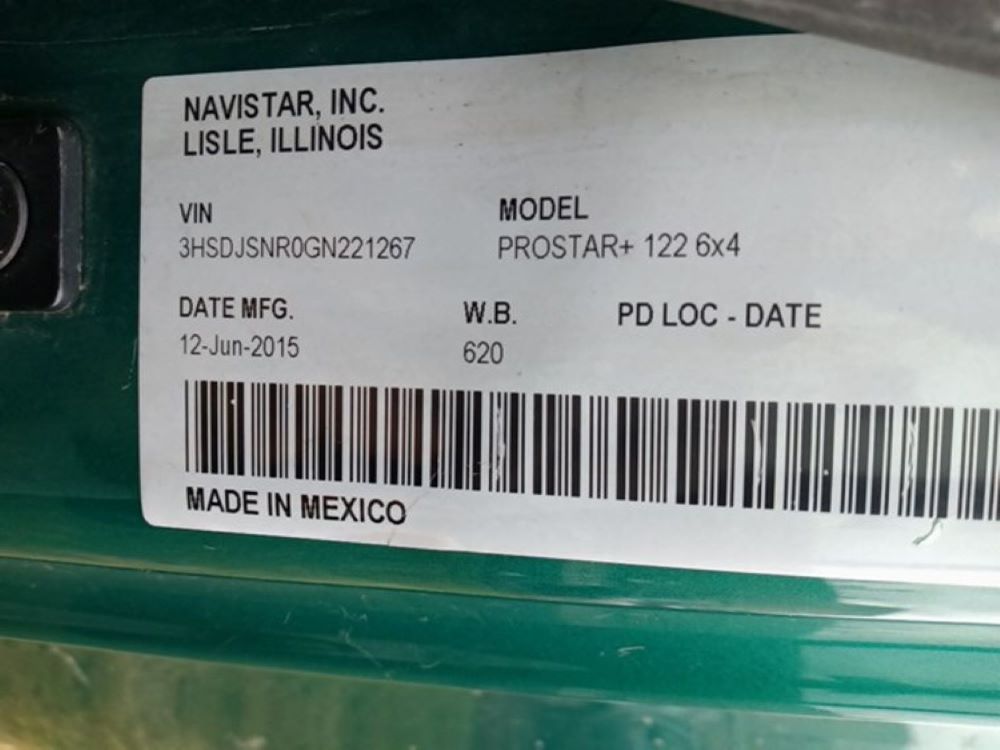 NAVISTAR, INC.
LISLE, ILLINOIS
VIN MODEL
3HSDJSNR0GN221267 PROSTAR+ 122 6x4
DATE MFG. W.B. PD LOC - DATE
12-Jun-2015 620
MADE IN MEXICO